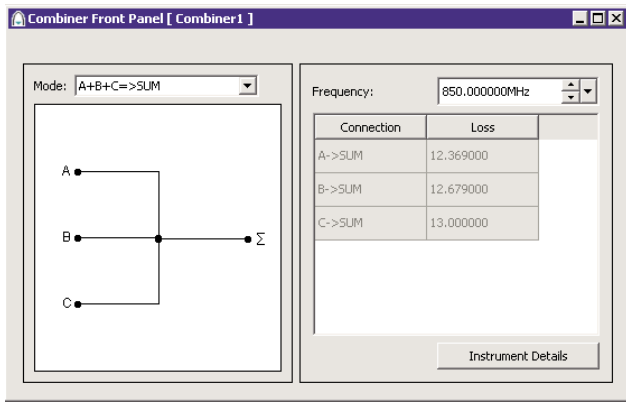 Combiner Front Panel [ Combiner1 ]
Mode: A+B+C=>SUM
A
B
Σ
C
Frequency: 850.000000MHz
Connection Loss
A->SUM 12.369000
B->SUM 12.679000
C->SUM 13.000000
Instrument Details